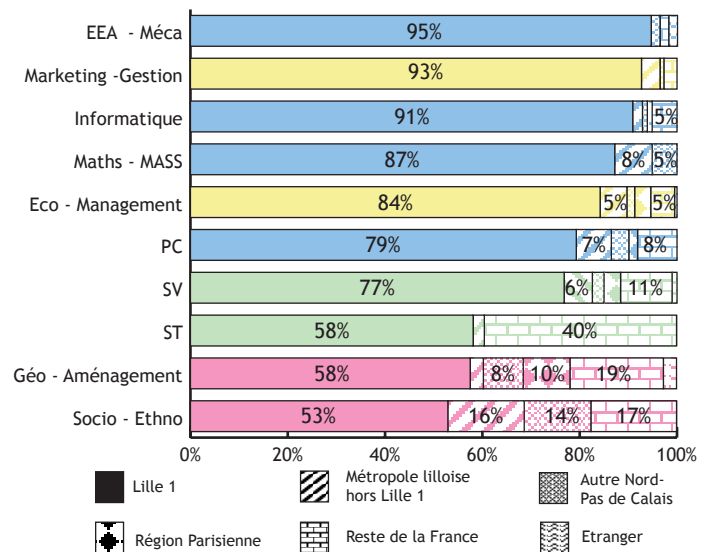 EEA - Méca 95%
Marketing -Gestion 93%
Informatique 91% 5%
Maths - MASS 87% 8% 5%
Eco - Management 84% 5% 5%
PC 79% 7% 8%
SV 77% 6% 11%
ST 58% 40%
Géo - Aménagement 58% 8% 10% 19%
Socio - Ethno 53% 16% 14% 17%
0% 20% 40% 60% 80% 100%
Lille 1
Métropole lilloise
hors Lille 1
Autre Nord-
Pas de Calais
Région Parisienne
Reste de la France
Etranger